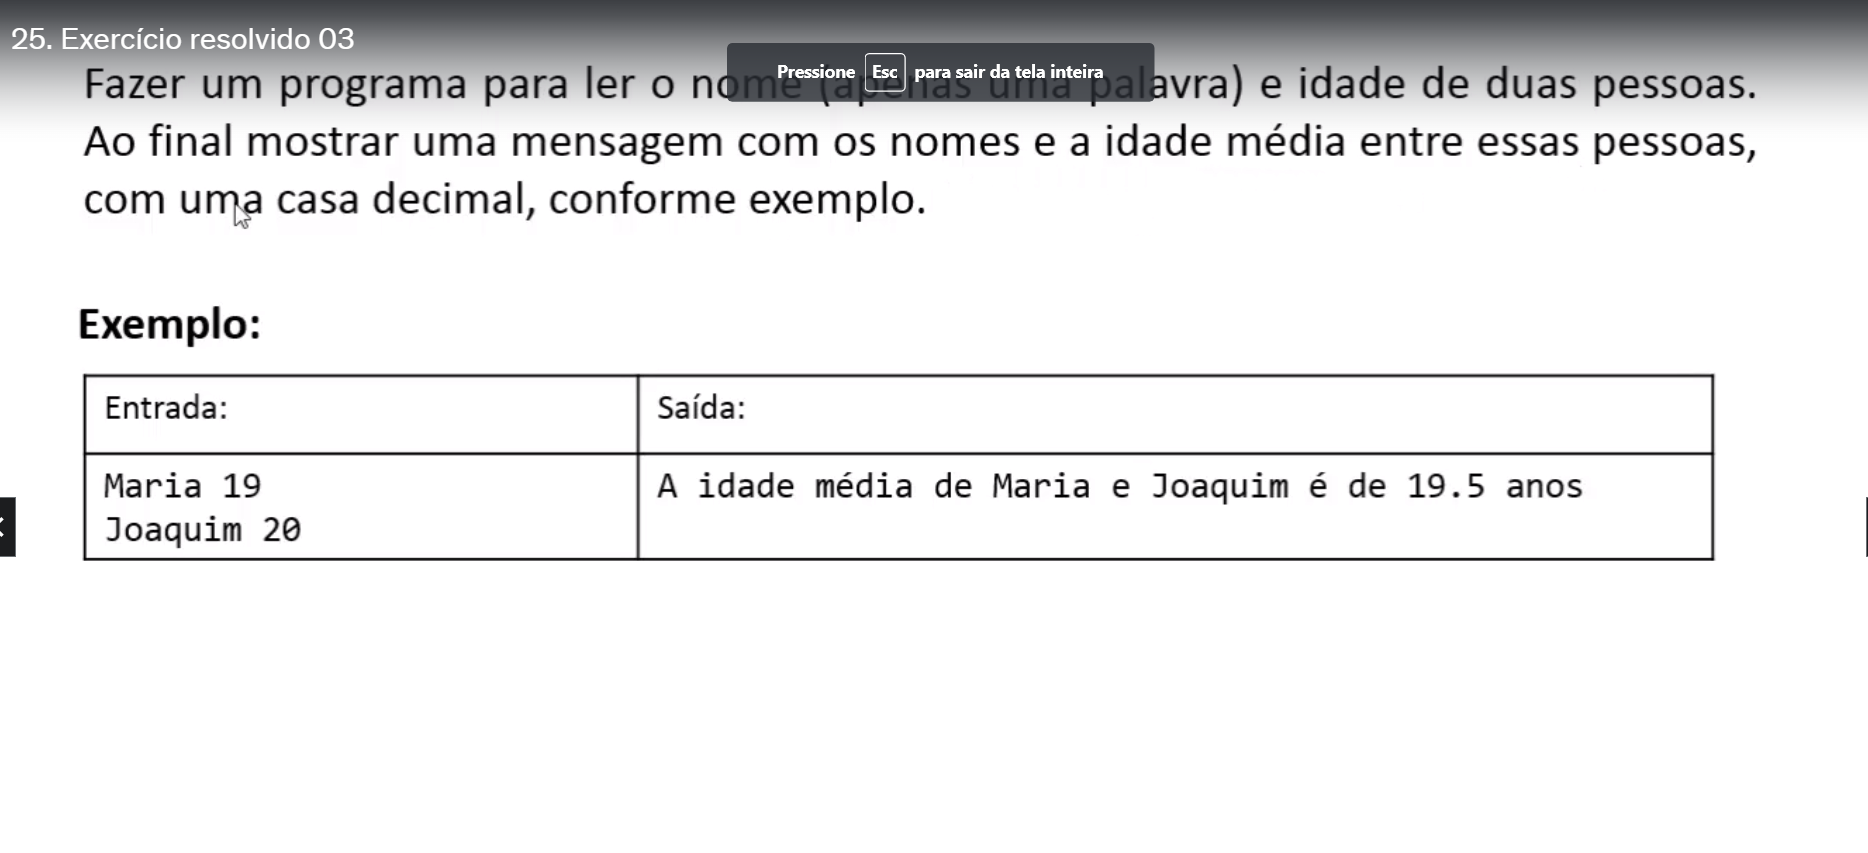 25. Exercício resolvido 03
Pressione Esc para sair da tela inteira
Fazer um programa para ler o nome (apenas uma palavra) e idade de duas pessoas.
Ao final mostrar uma mensagem com os nomes e a idade média entre essas pessoas,
com uma casa decimal, conforme exemplo.
Exemplo:
Entrada:
Saída:
Maria 19
Joaquim 20
A idade média de Maria e Joaquim é de 19.5 anos